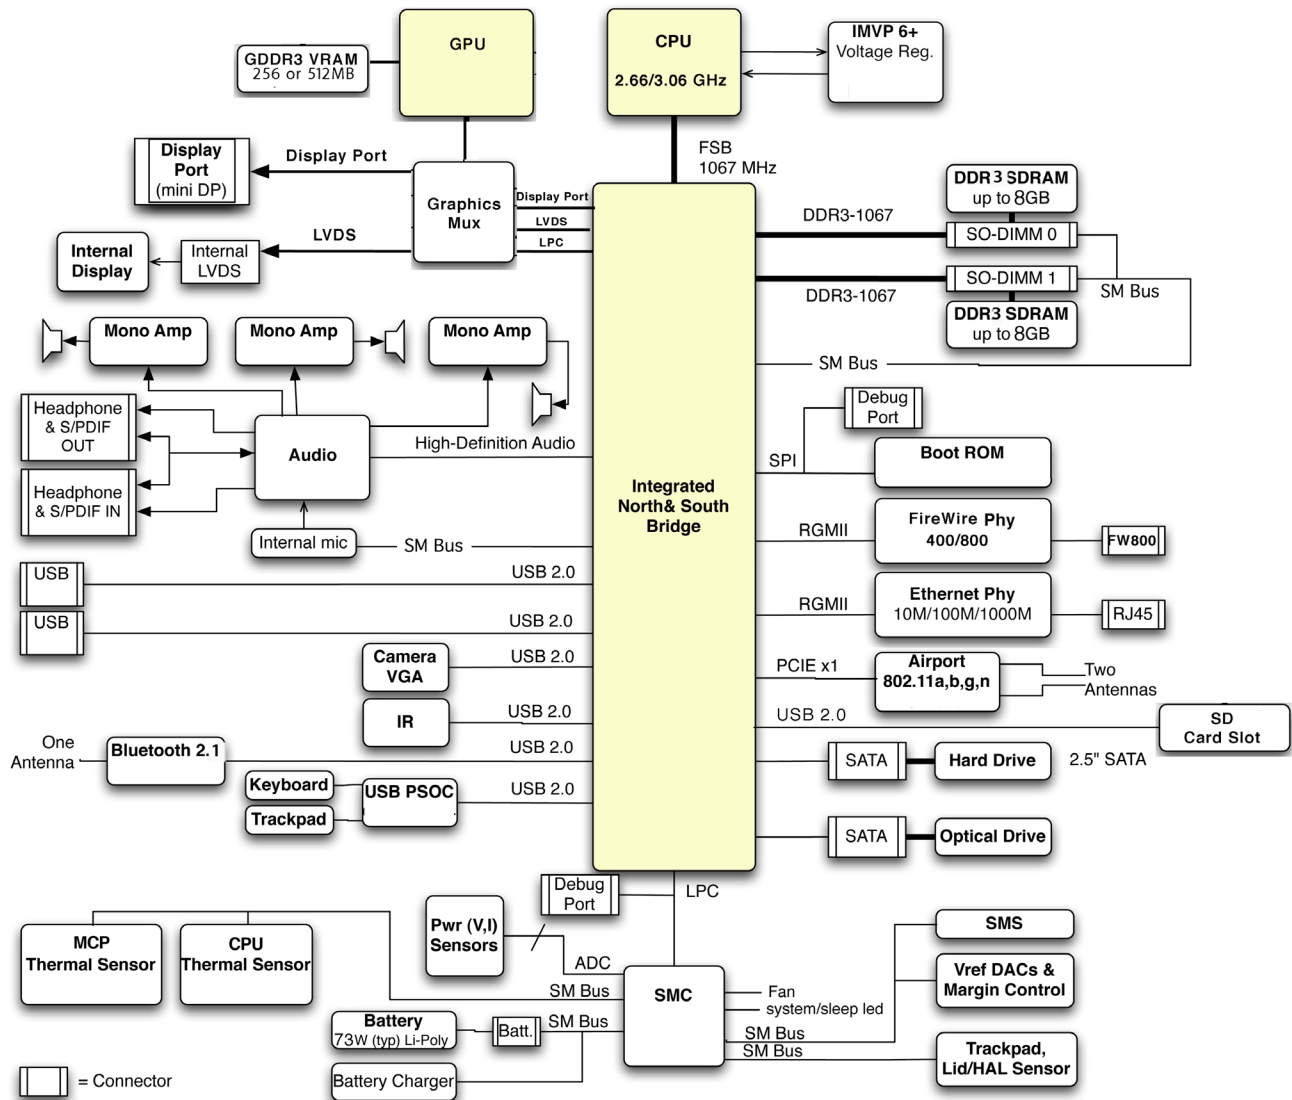 GPU
GDDR3 VRAM
256 or 512MB
CPU
2.66/3.06 GHz
IMVP 6+
Voltage Reg.
FSB
1067 MHz
Display
Port
(mini DP)
Display Port
Graphics
Mux
Display Port
LVDS
LPC
LVDS
Internal
LVDS
Internal
Display
DDR3-1067
DDR3 SDRAM
up to 8GB
SO-DIMM 0
SO-DIMM 1
DDR3-1067
SM Bus
DDR3 SDRAM
up to 8GB
SM Bus
Mono Amp
Mono Amp
Mono Amp
Headphone
& S/PDIF
OUT
Audio
High-Definition Audio
Headphone
& S/PDIF IN
Internal mic
SM Bus
Integrated
North& South
Bridge
Debug
Port
SPI
Boot ROM
RGMII
FireWire Phy
400/800
FW800
RGMII
Ethernet Phy
10M/100M/1000M
RJ45
USB
USB 2.0
USB
USB 2.0
Camera
VGA
USB 2.0
IR
USB 2.0
One
Antenna
Bluetooth 2.1
USB 2.0
Keyboard
Trackpad
USB PSOC
USB 2.0
PCIE x1
Airport
802.11a,b,g,n
Two
Antennas
USB 2.0
SD
Card Slot
SATA
Hard Drive
2.5" SATA
SATA
Optical Drive
Debug
Port
LPC
MCP
Thermal Sensor
CPU
Thermal Sensor
Pwr (V,I)
Sensors
ADC
SM Bus
SMC
Fan
system/sleep led
SM Bus
SM Bus
SMS
Vref DACs &
Margin Control
Trackpad,
Lid/HAL Sensor
Battery
73W (typ) Li-Poly
Batt.
SM Bus
Battery Charger
= Connector